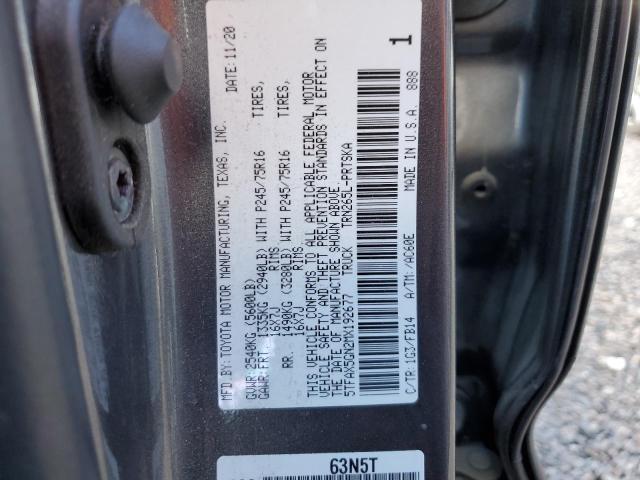 MFD.BY:TOYOTA MOTOR MANUFACTURING, TEXAS, INC. DATE:11/20
GVWR:2540KG (5600LB)
GAWR:FRT. 1335KG (2940LB) WITH P245/75R16 TIRES,
16X7J RIMS
RR. 1490KG (3280LB) WITH P245/75R16 TIRES,
16X7J RIMS
THIS VEHICLE CONFORMS TO ALL APPLICABLE FEDERAL MOTOR
VEHICLE SAFETY AND THEFT PREVENTION STANDARDS IN EFFECT ON
THE DATE OF MANUFACTURE SHOWN ABOVE
5TFAX5GN2MX192677 TRUCK TRN265L-PRTSKA
1
C/TR:1G3/FB14 A/TM:/AC60E MADE IN U.S.A. 888
63N5T